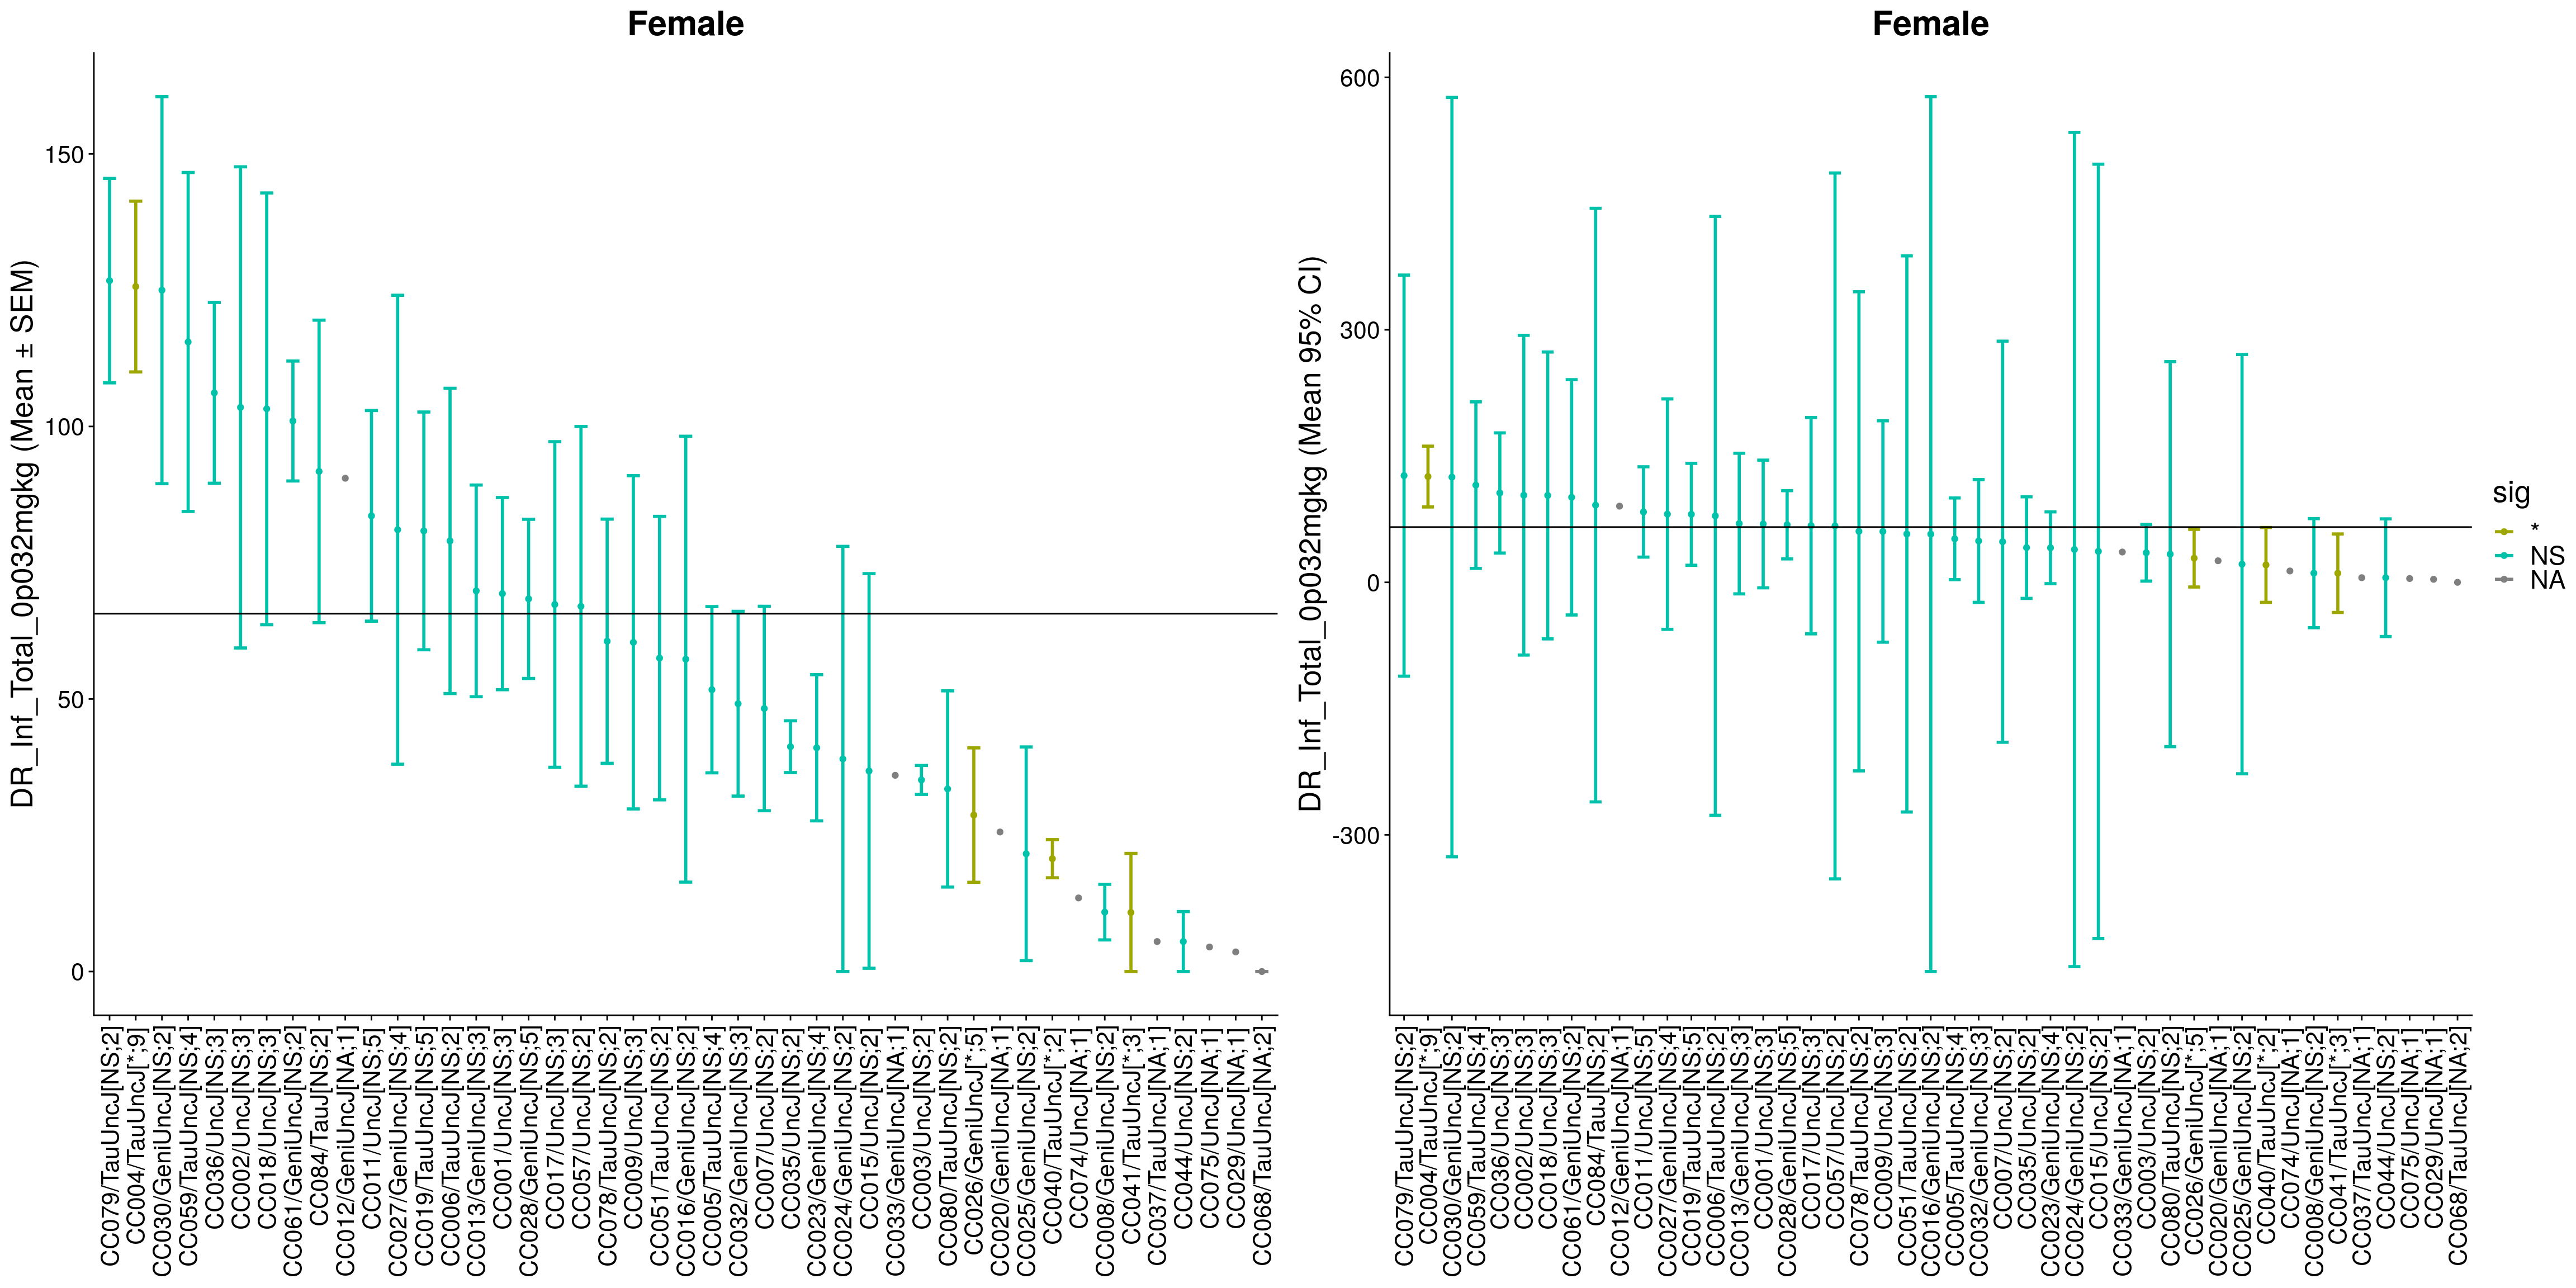 Female
DR_Inf_Total_0p032mgkg (Mean ± SEM)
150
100
50
0
CC079/TauUncJ[NS;2]
CC004/TauUncJ[*;9]
CC030/GeniUncJ[NS;2]
CC059/TauUncJ[NS;4]
CC036/UncJ[NS;3]
CC002/UncJ[NS;3]
CC018/UncJ[NS;3]
CC061/GeniUncJ[NS;2]
CC084/TauJ[NS;2]
CC012/GeniUncJ[NA;1]
CC011/UncJ[NS;5]
CC027/GeniUncJ[NS;4]
CC019/TauUncJ[NS;5]
CC006/TauUncJ[NS;2]
CC013/GeniUncJ[NS;3]
CC001/UncJ[NS;3]
CC028/GeniUncJ[NS;5]
CC017/UncJ[NS;3]
CC057/UncJ[NS;2]
CC078/TauUncJ[NS;2]
CC009/UncJ[NS;3]
CC051/TauUncJ[NS;2]
CC016/GeniUncJ[NS;2]
CC005/TauUncJ[NS;4]
CC032/GeniUncJ[NS;3]
CC007/UncJ[NS;2]
CC035/UncJ[NS;2]
CC023/GeniUncJ[NS;4]
CC024/GeniUncJ[NS;2]
CC015/UncJ[NS;2]
CC033/GeniUncJ[NA;1]
CC003/UncJ[NS;2]
CC080/TauUncJ[NS;2]
CC026/GeniUncJ[*;5]
CC020/GeniUncJ[NA;1]
CC025/GeniUncJ[NS;2]
CC040/TauUncJ[*;2]
CC074/UncJ[NA;1]
CC008/GeniUncJ[NS;2]
CC041/TauUncJ[*;3]
CC037/TauUncJ[NA;1]
CC044/UncJ[NS;2]
CC075/UncJ[NA;1]
CC029/UncJ[NA;1]
CC068/TauUncJ[NA;2]
Female
DR_Inf_Total_0p032mgkg (Mean 95% CI)
600
300
0
-300
CC079/TauUncJ[NS;2]
CC004/TauUncJ[*;9]
CC030/GeniUncJ[NS;2]
CC059/TauUncJ[NS;4]
CC036/UncJ[NS;3]
CC002/UncJ[NS;3]
CC018/UncJ[NS;3]
CC061/GeniUncJ[NS;2]
CC084/TauJ[NS;2]
CC012/GeniUncJ[NA;1]
CC011/UncJ[NS;5]
CC027/GeniUncJ[NS;4]
CC019/TauUncJ[NS;5]
CC006/TauUncJ[NS;2]
CC013/GeniUncJ[NS;3]
CC001/UncJ[NS;3]
CC028/GeniUncJ[NS;5]
CC017/UncJ[NS;3]
CC057/UncJ[NS;2]
CC078/TauUncJ[NS;2]
CC009/UncJ[NS;3]
CC051/TauUncJ[NS;2]
CC016/GeniUncJ[NS;2]
CC005/TauUncJ[NS;4]
CC032/GeniUncJ[NS;3]
CC007/UncJ[NS;2]
CC035/UncJ[NS;2]
CC023/GeniUncJ[NS;4]
CC024/GeniUncJ[NS;2]
CC015/UncJ[NS;2]
CC033/GeniUncJ[NA;1]
CC003/UncJ[NS;2]
CC080/TauUncJ[NS;2]
CC026/GeniUncJ[*;5]
CC020/GeniUncJ[NA;1]
CC025/GeniUncJ[NS;2]
CC040/TauUncJ[*;2]
CC074/UncJ[NA;1]
CC008/GeniUncJ[NS;2]
CC041/TauUncJ[*;3]
CC037/TauUncJ[NA;1]
CC044/UncJ[NS;2]
CC075/UncJ[NA;1]
CC029/UncJ[NA;1]
CC068/TauUncJ[NA;2]
sig
*
NS
NA